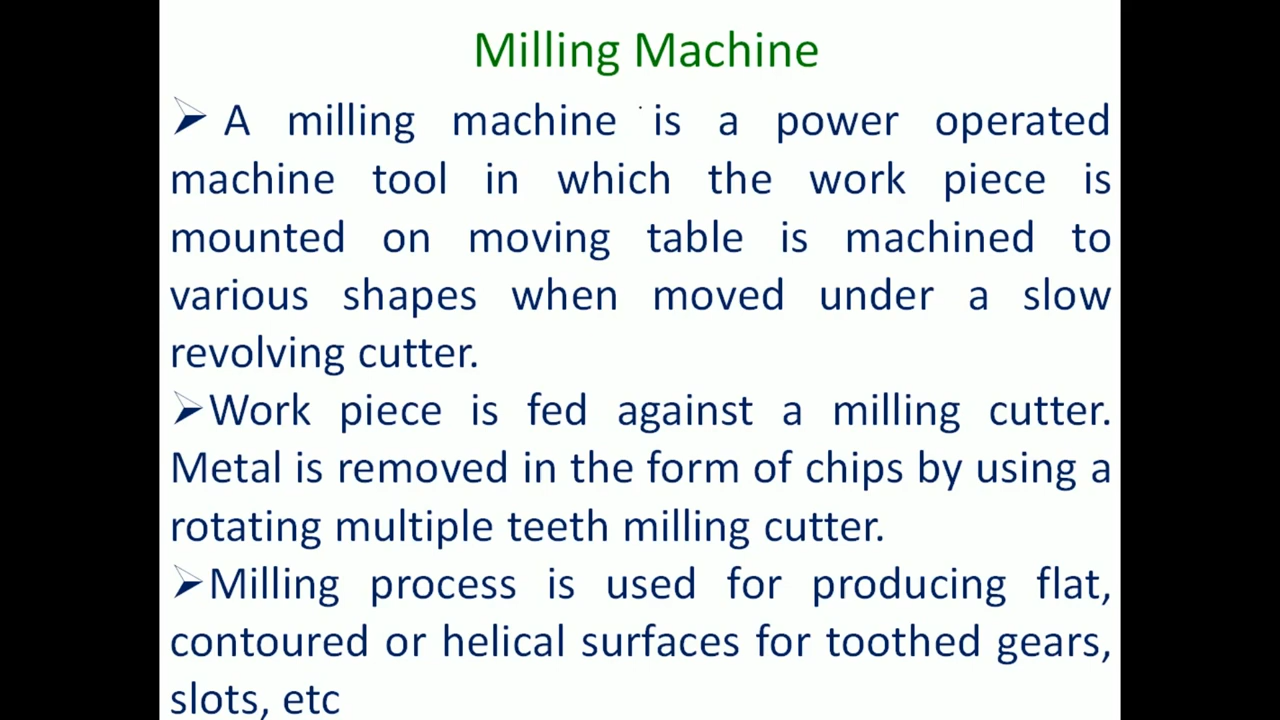 Milling Machine
➢ A milling machine is a power operated
machine tool in which the work piece is
mounted on moving table is machined to
various shapes when moved under a slow
revolving cutter.
➢Work piece is fed against a milling cutter.
Metal is removed in the form of chips by using a
rotating multiple teeth milling cutter.
➢Milling process is used for producing flat,
contoured or helical surfaces for toothed gears,
slots, etc